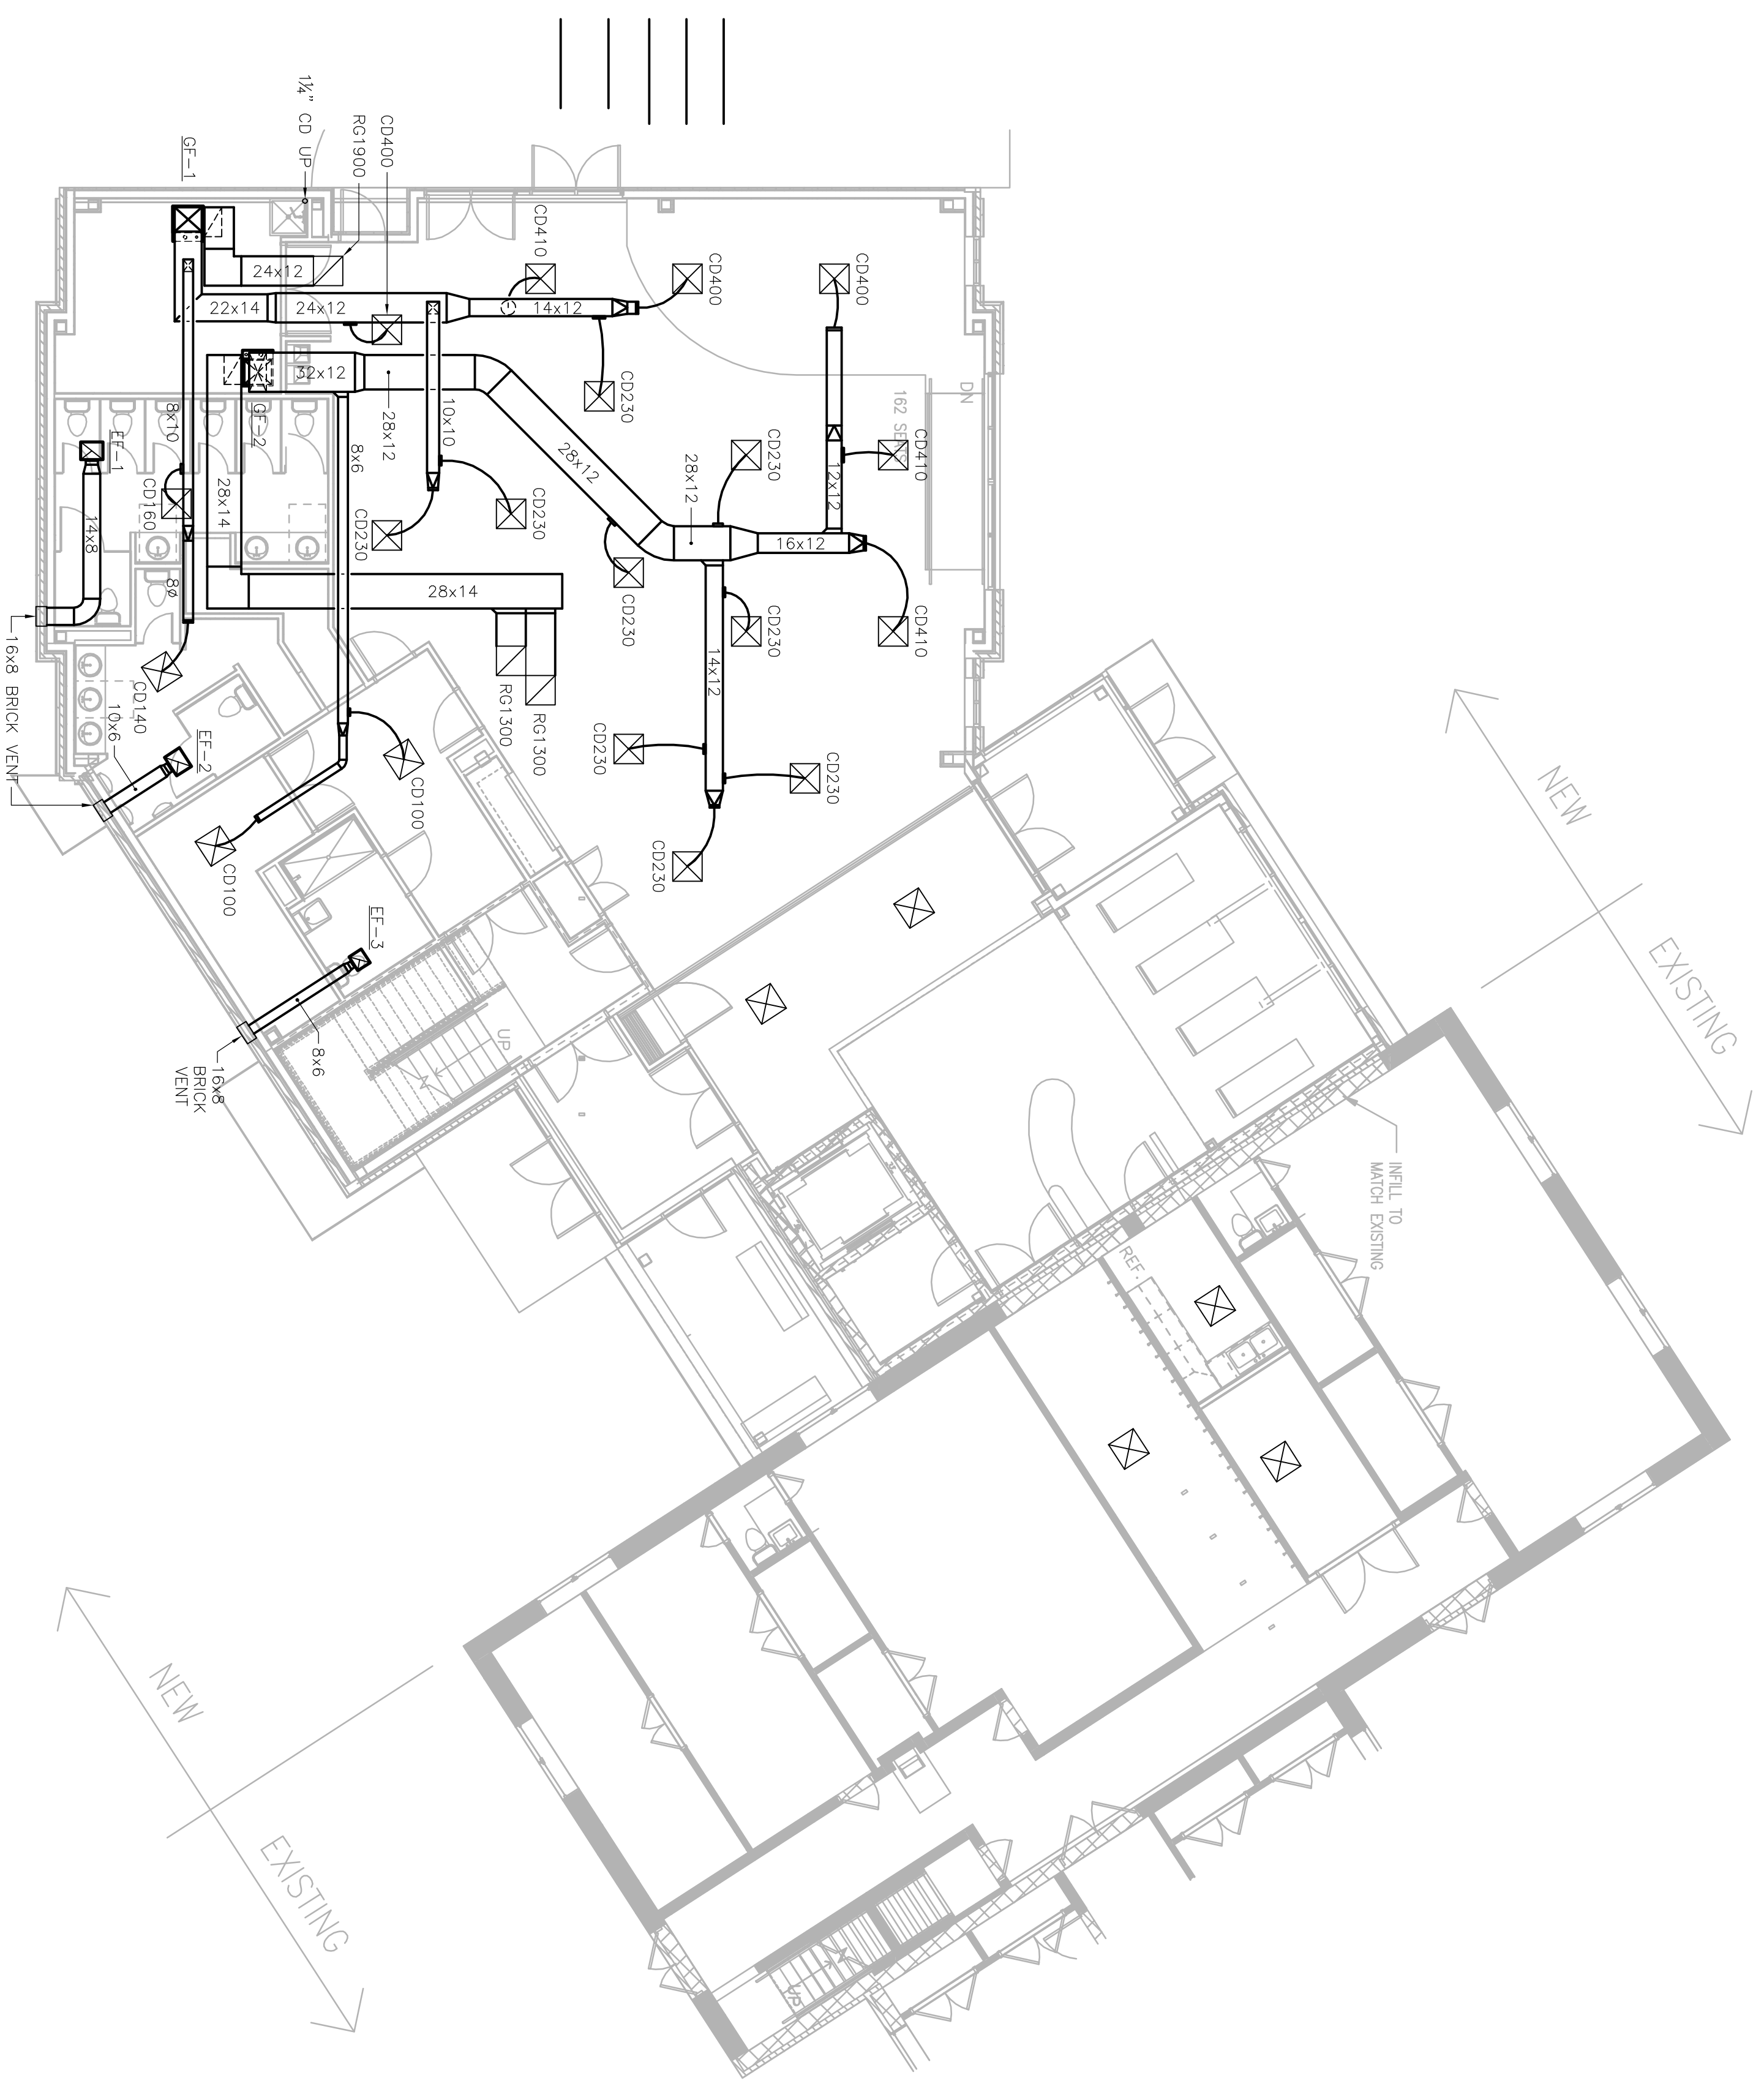 1¼" CD UP
CD400
RG1900
GF-1
CD410
CD400
CD400
24x12
22x14
24x12
14x12
32x12
28x12
CD230
10x10
8x10
GF-2
8x6
28x12
28x12
CD230
162 SEATS
DN
CD410
12x12
EF-1
CD160
28x14
14x8
CD230
CD230
16x12
8ø
28x14
CD230
CD230
CD410
16x8 BRICK VENT
CD140
10x6
EF-2
RG1300
RG1300
14x12
CD230
CD230
CD100
CD230
CD100
EF-3
8x6
16x8
BRICK
VENT
UP
NEW
EXISTING
INFILL TO
MATCH EXISTING
REF.
NEW
EXISTING
UP